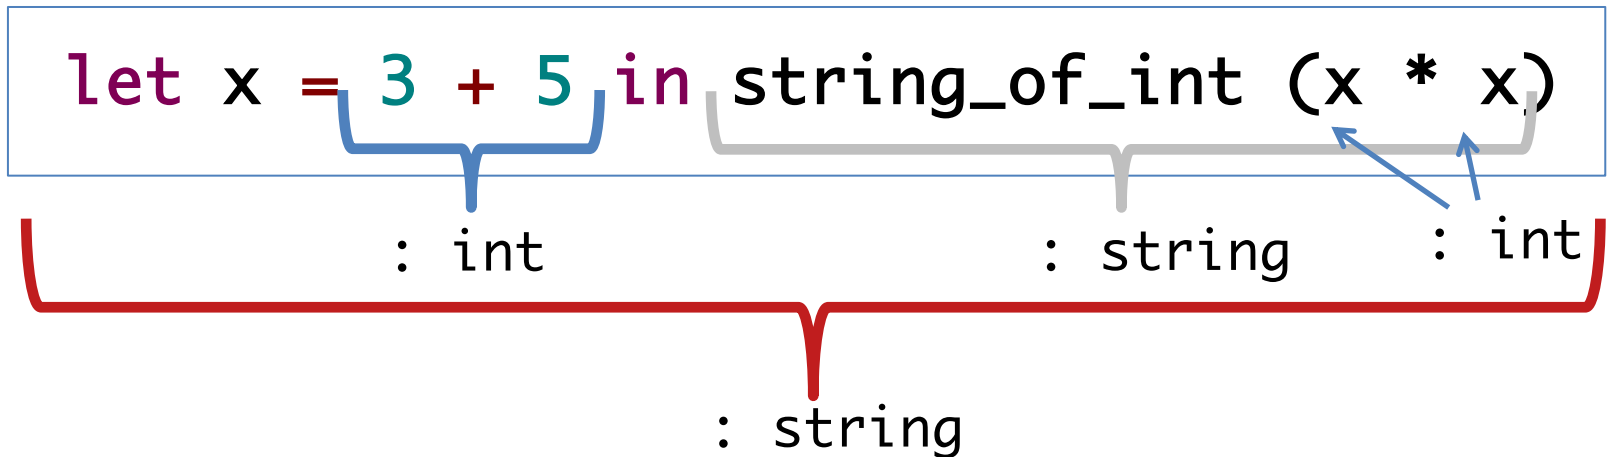 let x = 3 + 5 in string_of_int (x * x)
: int : string : int
: string